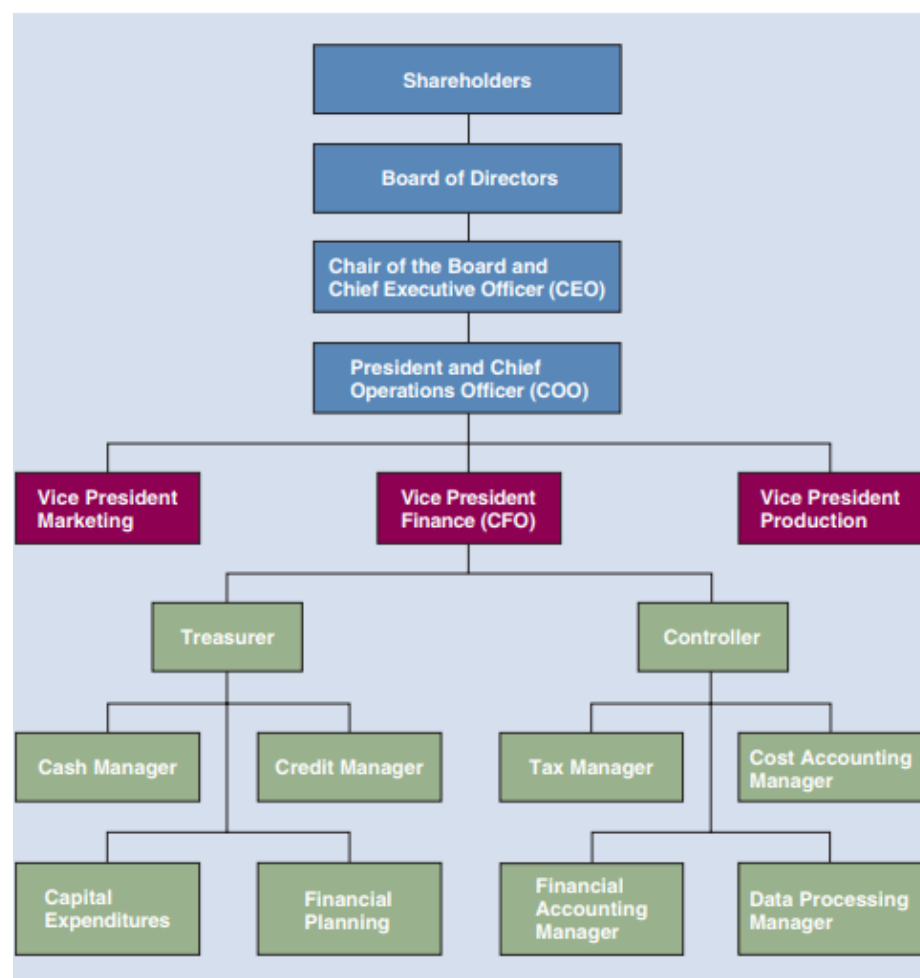 Shareholders
Board of Directors
Chair of the Board and
Chief Executive Officer (CEO)
President and Chief
Operations Officer (COO)
Vice President
Marketing
Vice President
Finance (CFO)
Vice President
Production
Treasurer
Controller
Cash Manager
Credit Manager
Tax Manager
Cost Accounting
Manager
Capital
Expenditures
Financial
Planning
Financial
Accounting
Manager
Data Processing
Manager